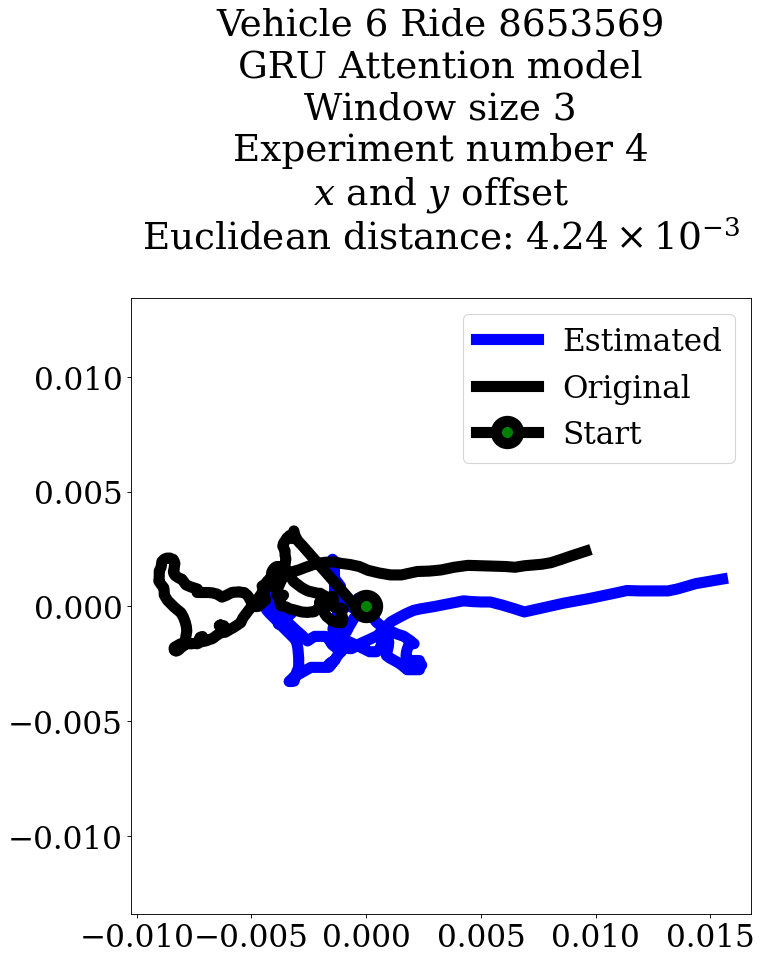 Vehicle 6 Ride 8653569
GRU Attention model
Window size 3
Experiment number 4
x and y offset
Euclidean distance: 4.24 × 10⁻³
Estimated
Original
Start
0.010
0.005
0.000
−0.005
−0.010
−0.010 −0.005 0.000 0.005 0.010 0.015